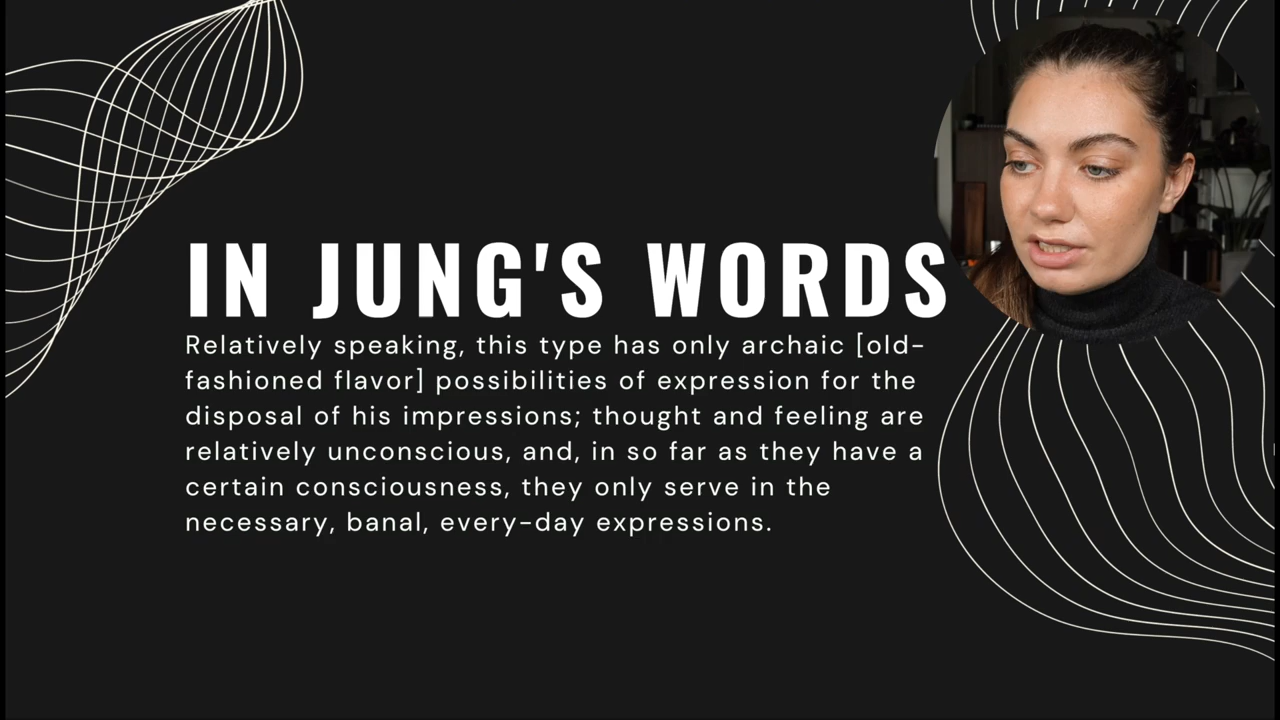 IN JUNG'S WORDS
Relatively speaking, this type has only archaic [old-
fashioned flavor] possibilities of expression for the
disposal of his impressions; thought and feeling are
relatively unconscious, and, in so far as they have a
certain consciousness, they only serve in the
necessary, banal, every-day expressions.